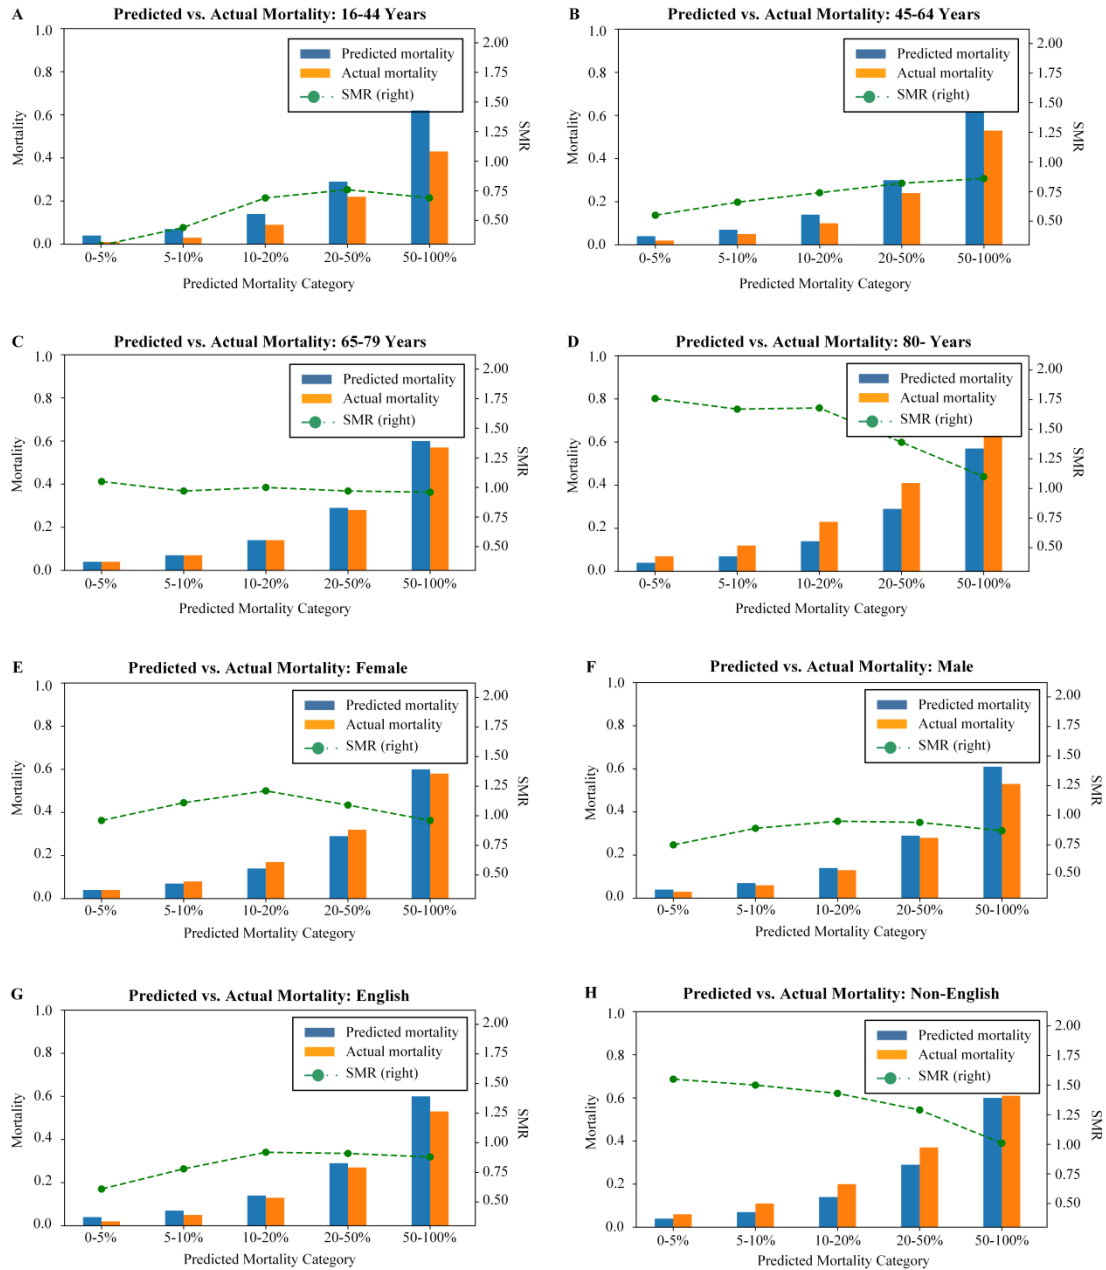 A
Predicted vs. Actual Mortality: 16-44 Years
1.0
0.8
0.6
0.4
0.2
0.0
Mortality
2.00
1.75
1.50
1.25
1.00
0.75
0.50
SMR
Predicted mortality
Actual mortality
SMR (right)
0-5%
5-10%
10-20%
20-50%
50-100%
Predicted Mortality Category
B
Predicted vs. Actual Mortality: 45-64 Years
1.0
0.8
0.6
0.4
0.2
0.0
Mortality
2.00
1.50
1.25
1.00
0.75
0.50
SMR
Predicted mortality
Actual mortality
SMR (right)
0-5%
5-10%
10-20%
20-50%
50-100%
Predicted Mortality Category
C
Predicted vs. Actual Mortality: 65-79 Years
1.0
0.8
0.6
0.4
0.2
0.0
Mortality
2.00
1.75
1.50
1.25
1.00
0.75
0.50
SMR
Predicted mortality
Actual mortality
SMR (right)
0-5%
5-10%
10-20%
20-50%
50-100%
Predicted Mortality Category
D
Predicted vs. Actual Mortality: 80- Years
1.0
0.8
0.6
0.4
0.2
0.0
Mortality
2.00
1.75
1.50
1.25
1.00
0.75
0.50
SMR
Predicted mortality
Actual mortality
SMR (right)
0-5%
5-10%
10-20%
20-50%
50-100%
Predicted Mortality Category
E
Predicted vs. Actual Mortality: Female
1.0
0.8
0.6
0.4
0.2
0.0
Mortality
2.00
1.75
1.50
1.25
1.00
0.75
0.50
SMR
Predicted mortality
Actual mortality
SMR (right)
0-5%
5-10%
10-20%
20-50%
50-100%
Predicted Mortality Category
F
Predicted vs. Actual Mortality: Male
1.0
0.8
0.6
0.4
0.2
0.0
Mortality
2.00
1.75
1.50
1.25
1.00
0.75
0.50
SMR
Predicted mortality
Actual mortality
SMR (right)
0-5%
5-10%
10-20%
20-50%
50-100%
Predicted Mortality Category
G
Predicted vs. Actual Mortality: English
1.0
0.8
0.6
0.4
0.2
0.0
Mortality
2.00
1.75
1.50
1.25
1.00
0.75
0.50
SMR
Predicted mortality
Actual mortality
SMR (right)
0-5%
5-10%
10-20%
20-50%
50-100%
Predicted Mortality Category
H
Predicted vs. Actual Mortality: Non-English
1.0
0.8
0.6
0.4
0.2
0.0
Mortality
2.00
1.75
1.50
1.25
1.00
0.75
0.50
SMR
Predicted mortality
Actual mortality
SMR (right)
0-5%
5-10%
10-20%
20-50%
50-100%
Predicted Mortality Category